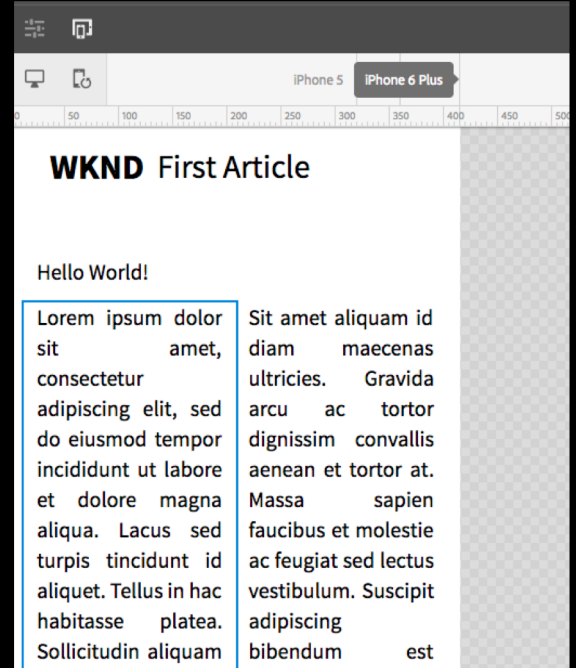 iPhone 5 iPhone 6 Plus
0 50 100 150 200 250 300 350 400 450 500
WKND First Article
Hello World!
Lorem ipsum dolor
sit amet,
consectetur
adipiscing elit, sed
do eiusmod tempor
incididunt ut labore
et dolore magna
aliqua. Lacus sed
turpis tincidunt id
aliquet. Tellus in hac
habitasse platea.
Sollicitudin aliquam
Sit amet aliquam id
diam maecenas
ultricies. Gravida
arcu ac tortor
dignissim convallis
aenean et tortor at.
Massa sapien
faucibus et molestie
ac feugiat sed lectus
vestibulum. Suscipit
adipiscing
bibendum est